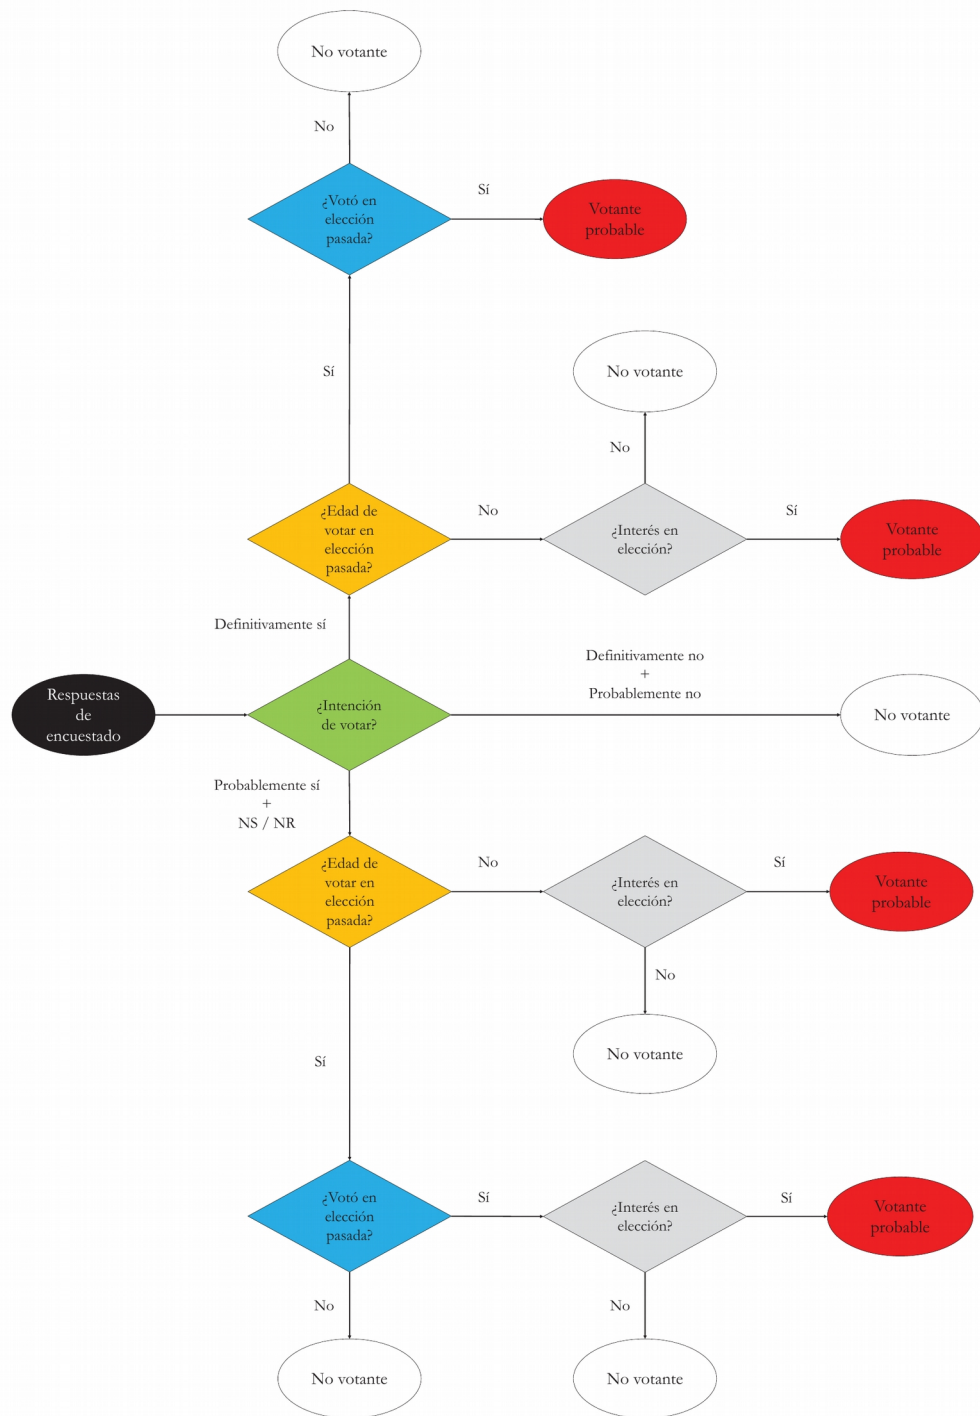 No votante
No
¿Votó en
elección
pasada?
Sí
Votante
probable
Sí
No votante
No
¿Edad de
votar en
elección
pasada?
No
¿Interés en
elección?
Sí
Votante
probable
Definitivamente sí
Definitivamente no
+
Probablemente no
Respuestas
de
encuestado
¿Intención
de votar?
No votante
Probablemente sí
+
NS / NR
¿Edad de
votar en
elección
pasada?
No
¿Interés en
elección?
Sí
Votante
probable
No
No votante
Sí
¿Votó en
elección
pasada?
Sí
¿Interés en
elección?
Sí
Votante
probable
No
No
No votante
No votante